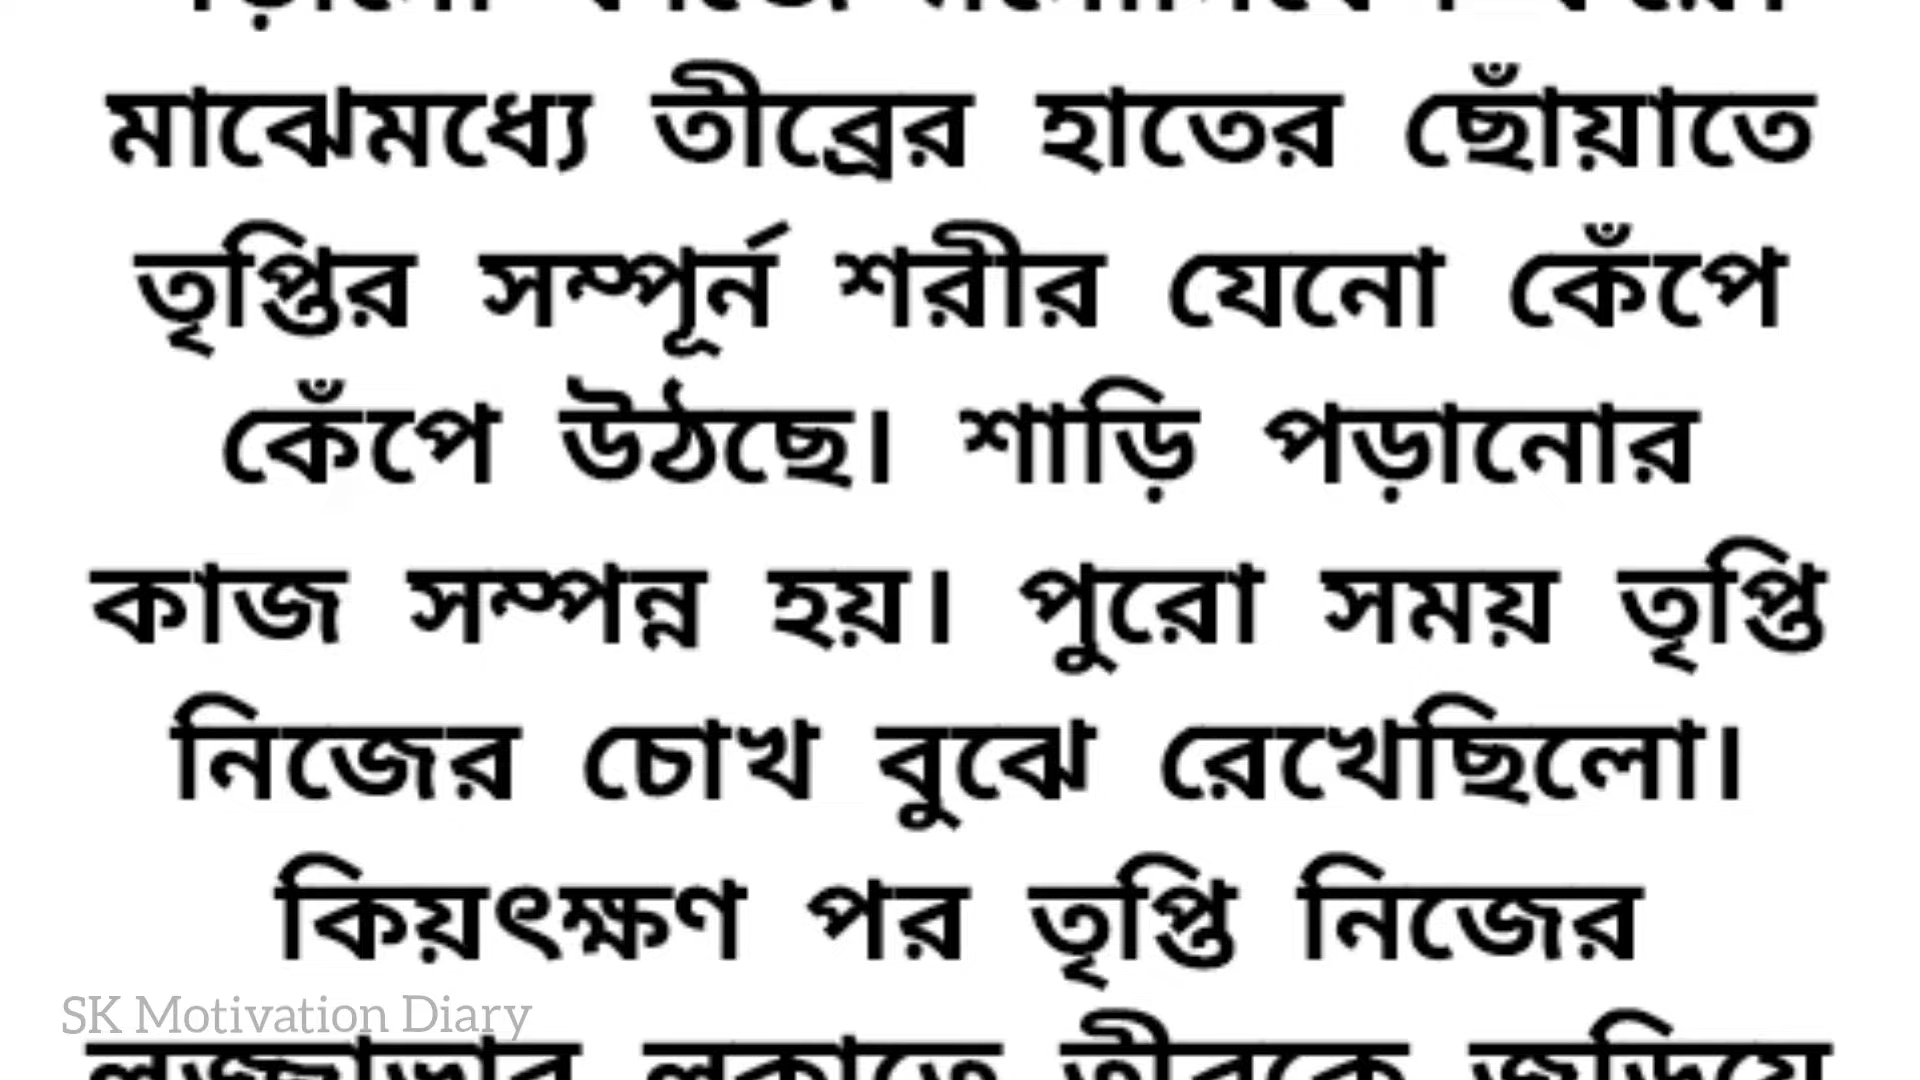 মাঝেমধ্যে তীব্রের হাতের ছোঁয়াতে
তৃপ্তির সম্পূর্ন শরীর যেনো কেঁপে
কেঁপে উঠছে। শাড়ি পড়ানোর
কাজ সম্পন্ন হয়। পুরো সময় তৃপ্তি
নিজের চোখ বুঝে রেখেছিলো।
কিয়ৎক্ষণ পর তৃপ্তি নিজের
SK Motivation Diary